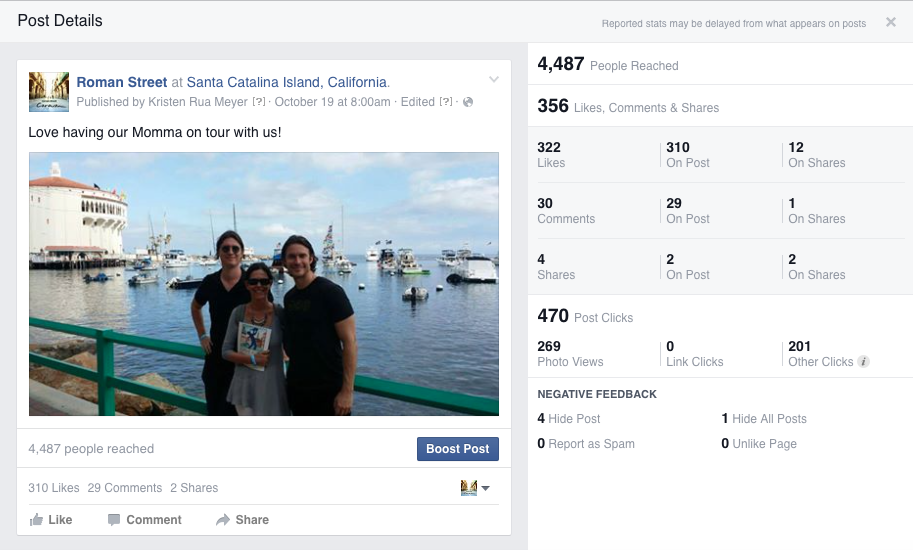 Post Details
Reported stats may be delayed from what appears on posts
Roman Street at Santa Catalina Island, California.
Published by Kristen Rua Meyer [?] · October 19 at 8:00am · Edited [?] ·
Love having our Momma on tour with us!
4,487 people reached
Boost Post
310 Likes 29 Comments 2 Shares
Like Comment Share
4,487 People Reached
356 Likes, Comments & Shares
322 310 12
Likes On Post On Shares
30 29 1
Comments On Post On Shares
4 2 2
Shares On Post On Shares
470 Post Clicks
269 0 201
Photo Views Link Clicks Other Clicks i
NEGATIVE FEEDBACK
4 Hide Post 1 Hide All Posts
0 Report as Spam 0 Unlike Page